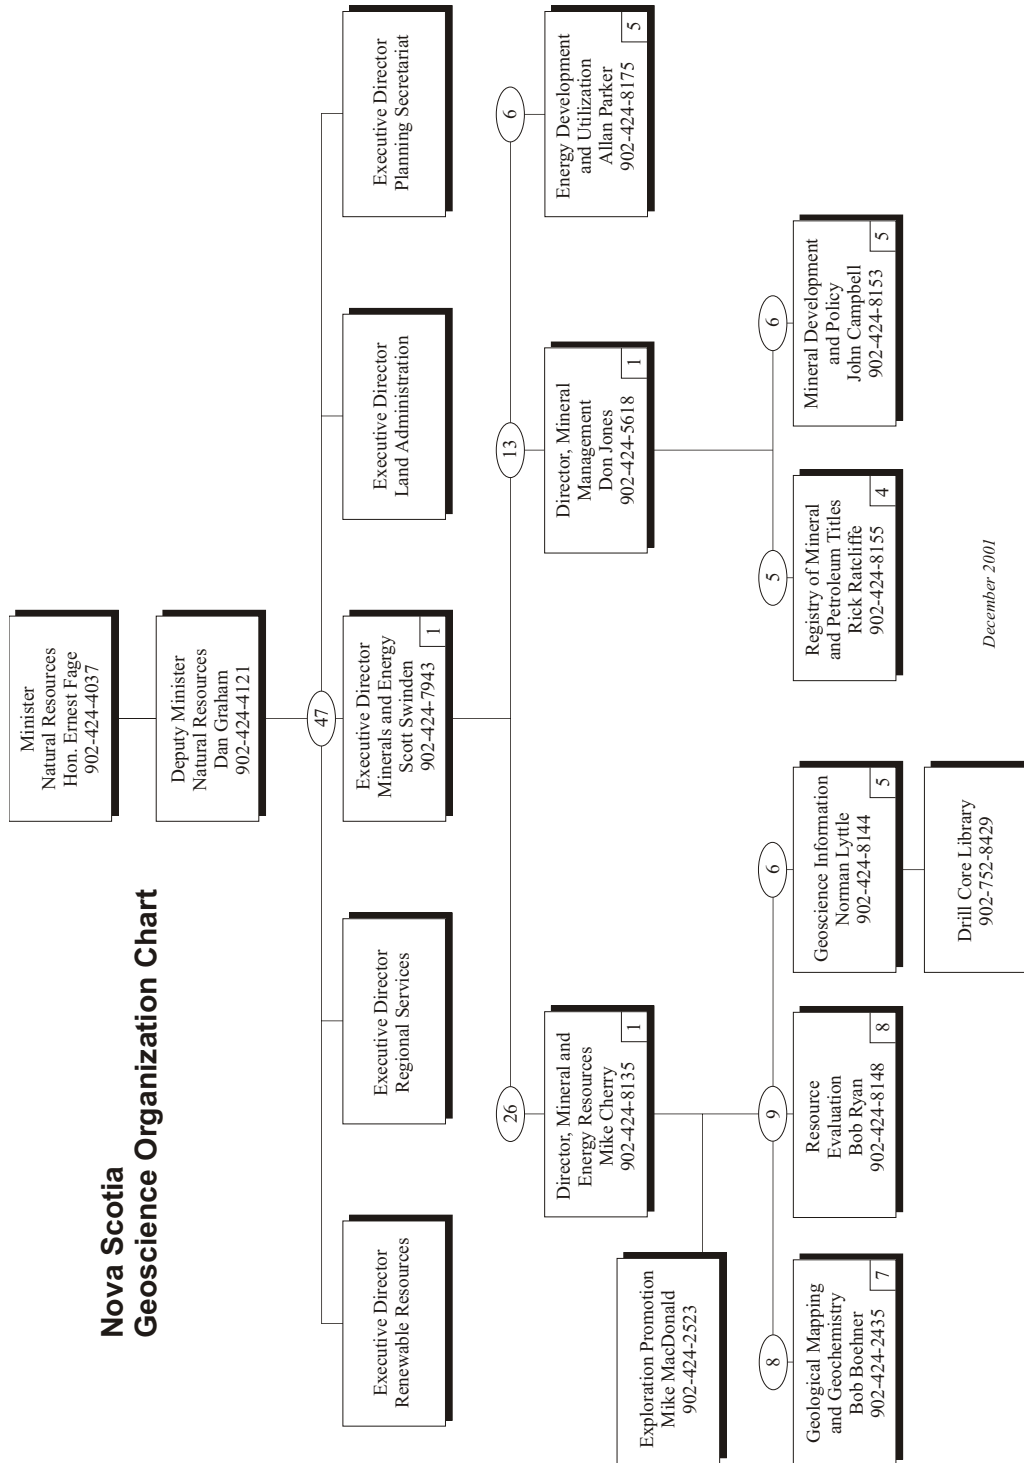 Nova Scotia
Geoscience Organization Chart
Minister
Natural Resources
Hon. Ernest Fage
902-424-4037
Deputy Minister
Natural Resources
Dan Graham
902-424-4121
47
Executive Director
Renewable Resources
Executive Director
Regional Services
Executive Director
Minerals and Energy
Scott Swinden
902-424-7943
1
Executive Director
Land Administration
Executive Director
Planning Secretariat
26
13
6
Director, Mineral and
Energy Resources
Mike Cherry
902-424-8135
1
Director, Mineral
Management
Don Jones
902-424-5618
1
Energy Development
and Utilization
Allan Parker
902-424-8175
5
Exploration Promotion
Mike MacDonald
902-424-2523
8
9
6
5
6
Geological Mapping
and Geochemistry
Bob Boehner
902-424-2435
7
Resource
Evaluation
Bob Ryan
902-424-8148
8
Geoscience Information
Norman Lyttle
902-424-8144
5
Registry of Mineral
and Petroleum Titles
Rick Ratcliffe
902-424-8155
4
Mineral Development
and Policy
John Campbell
902-424-8153
5
Drill Core Library
902-752-8429
December 2001